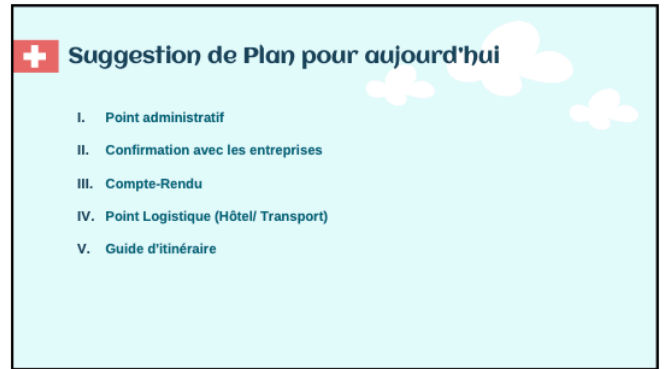 Suggestion de Plan pour aujourd'hui
I. Point administratif
II. Confirmation avec les entreprises
III. Compte-Rendu
IV. Point Logistique (Hôtel/ Transport)
V. Guide d'itinéraire